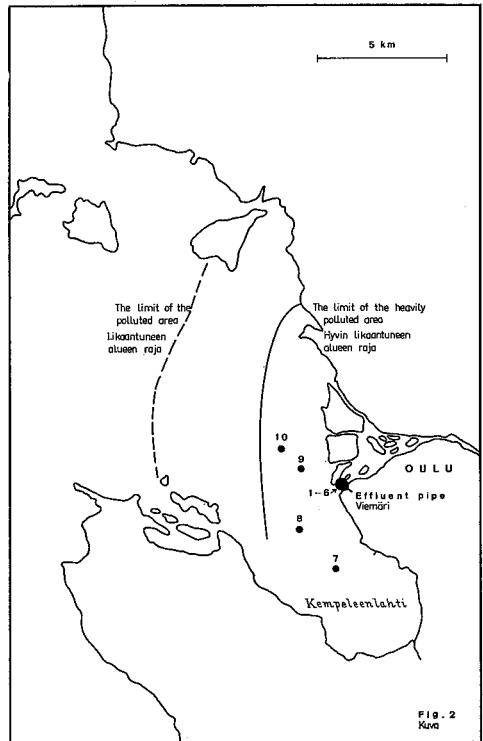 5 km
The limit of the
polluted area
Likaantuneen
alueen raja
The limit of the heavily
polluted area
Hyvin likaantuneen
alueen raja
10
9
OULU
1–6
Effluent pipe
Viemäri
8
7
Kempeleenlahti
Fig. 2
Kuva